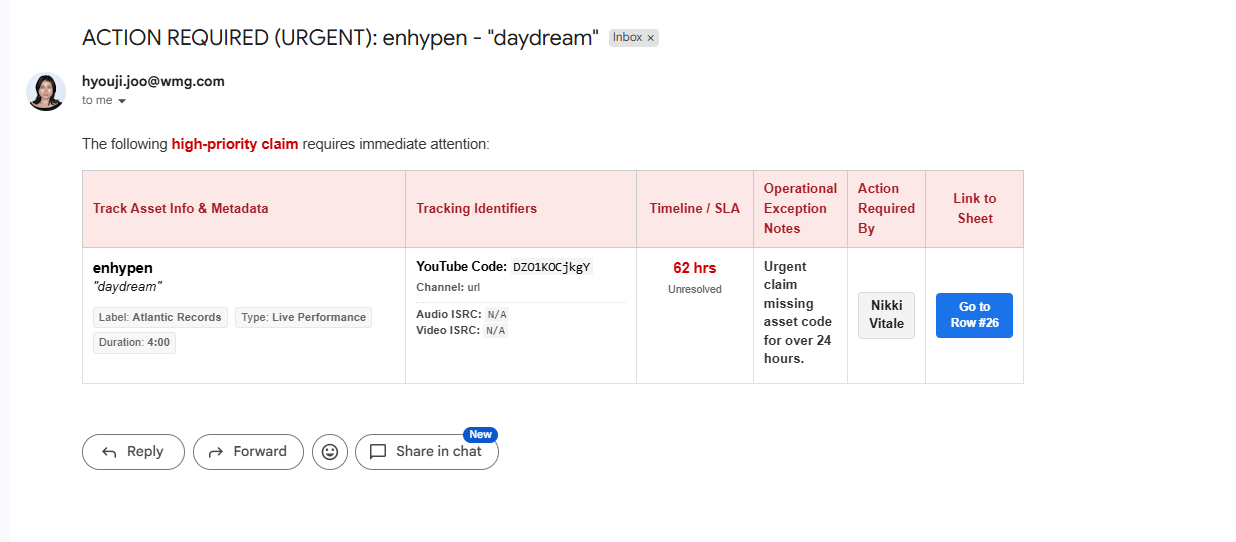 ACTION REQUIRED (URGENT): enhypen - "daydream" Inbox ×
hyouji.joo@wmg.com
to me
The following high-priority claim requires immediate attention:
Track Asset Info & Metadata
Tracking Identifiers
Timeline / SLA
Operational
Exception
Notes
Action
Required
By
Link to
Sheet
enhypen
"daydream"
Label: Atlantic Records Type: Live Performance
Duration: 4:00
YouTube Code: DZO1KOCjkgY
Channel: url
Audio ISRC: N/A
Video ISRC: N/A
62 hrs
Unresolved
Urgent
claim
missing
asset code
for over 24
hours.
Nikki
Vitale
Go to
Row #26
New
Reply Forward Share in chat